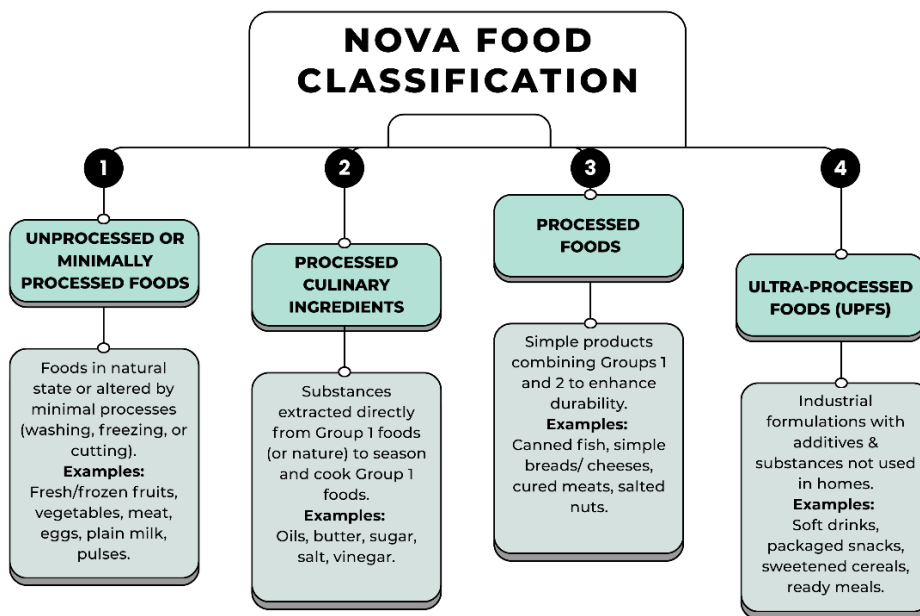 NOVA FOOD
CLASSIFICATION
1
UNPROCESSED OR
MINIMALLY
PROCESSED FOODS
Foods in natural
state or altered by
minimal processes
(washing, freezing, or
cutting).
Examples:
Fresh/frozen fruits,
vegetables, meat,
eggs, plain milk,
pulses.
2
PROCESSED
CULINARY
INGREDIENTS
Substances
extracted directly
from Group 1 foods
(or nature) to season
and cook Group 1
foods.
Examples:
Oils, butter, sugar,
salt, vinegar.
3
PROCESSED
FOODS
Simple products
combining Groups 1
and 2 to enhance
durability.
Examples:
Canned fish, simple
breads/ cheeses,
cured meats, salted
nuts.
4
ULTRA-PROCESSED
FOODS (UPFS)
Industrial
formulations with
additives &
substances not used
in homes.
Examples:
Soft drinks,
packaged snacks,
sweetened cereals,
ready meals.